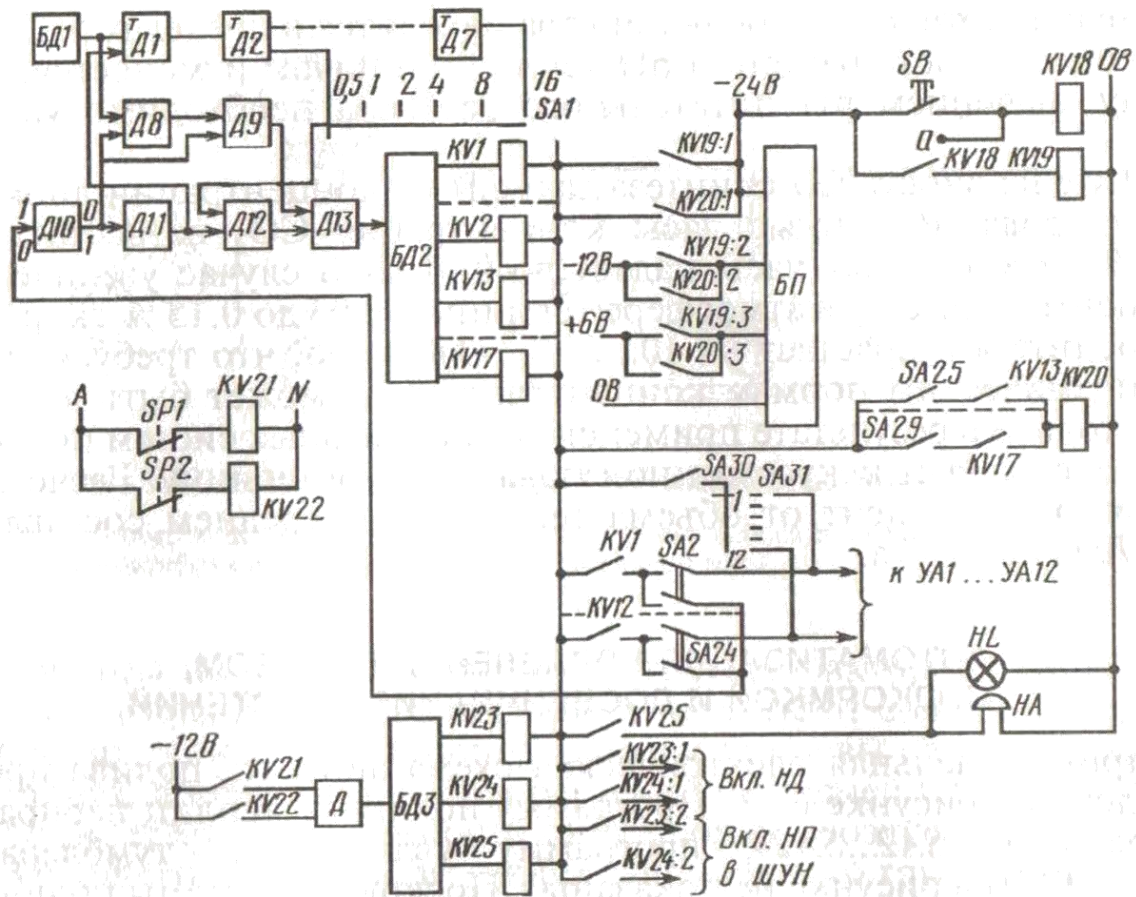 БД1
Т Д1
Т Д2
Т Д7
0,5 1 2 4 8 16
SA1
Д8
Д9
1
0
Д10
0
1
Д11
Д12
Д13
БД2
KV1
KV2
KV13
KV17
-24В
SB
KV18
0В
а
KV18
KV19
KV19:1
KV20:1
-12В
KV19:2
KV20:2
+6В
KV19:3
KV20:3
0В
БП
SA25
KV13
KV20
SA29
KV17
A
SP1
KV21
N
SP2
KV22
SA30
SA31
1
12
KV1
SA2
KV12
SA24
к УА1 ... УА12
HL
HA
-12В
KV21
KV22
Д
БД3
KV23
KV24
KV25
KV25
KV23:1
KV24:1
Вкл. НД
KV23:2
KV24:2
Вкл. НП
в ШУН